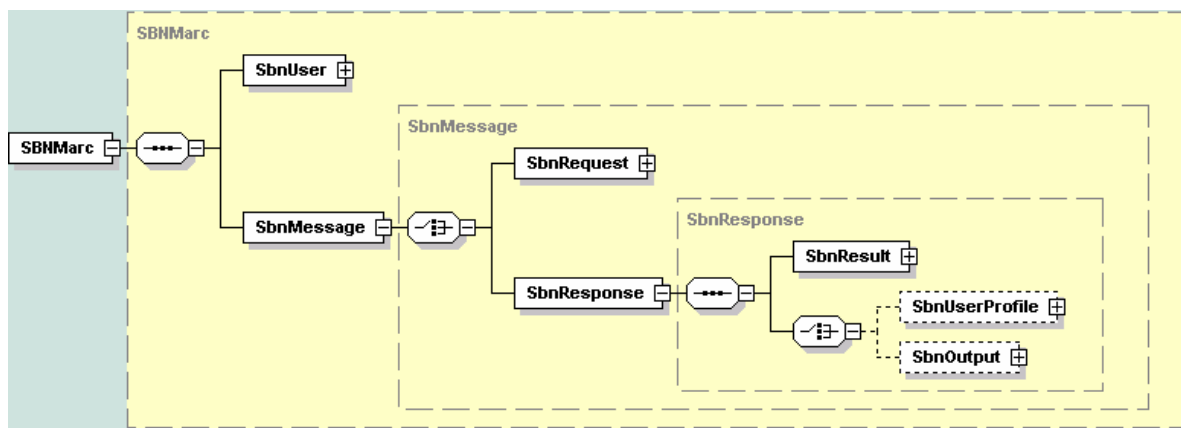 SBNMarc
SbnUser
SbnMessage
SBNMarc
SbnRequest
SbnResponse
SbnMessage
SbnResult
SbnResponse
SbnUserProfile
SbnOutput